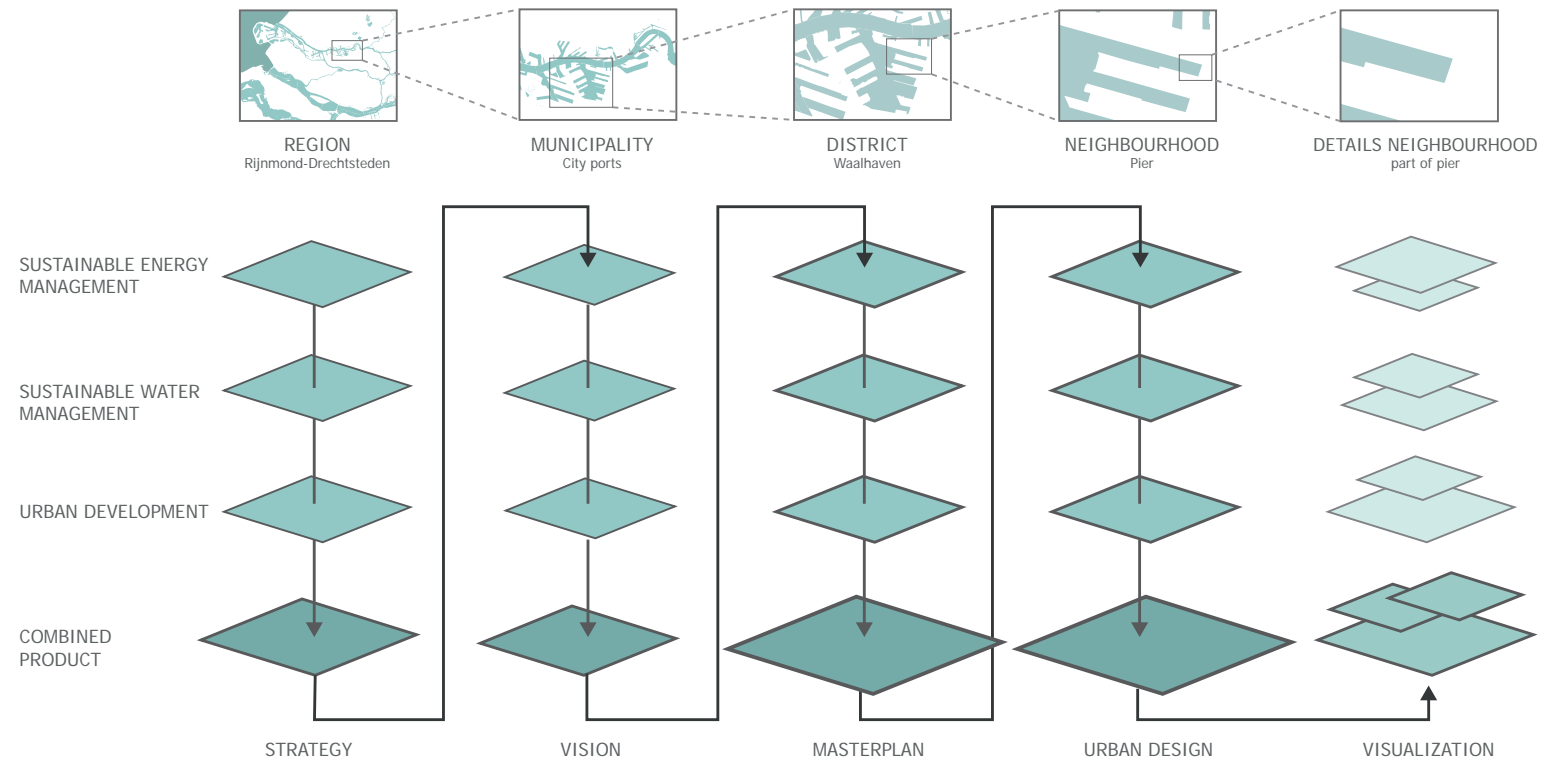 REGION
Rijnmond-Drechtsteden
MUNICIPALITY
City ports
DISTRICT
Waalhaven
NEIGHBOURHOOD
Pier
DETAILS NEIGHBOURHOOD
part of pier
SUSTAINABLE ENERGY
MANAGEMENT
SUSTAINABLE WATER
MANAGEMENT
URBAN DEVELOPMENT
COMBINED
PRODUCT
STRATEGY
VISION
MASTERPLAN
URBAN DESIGN
VISUALIZATION